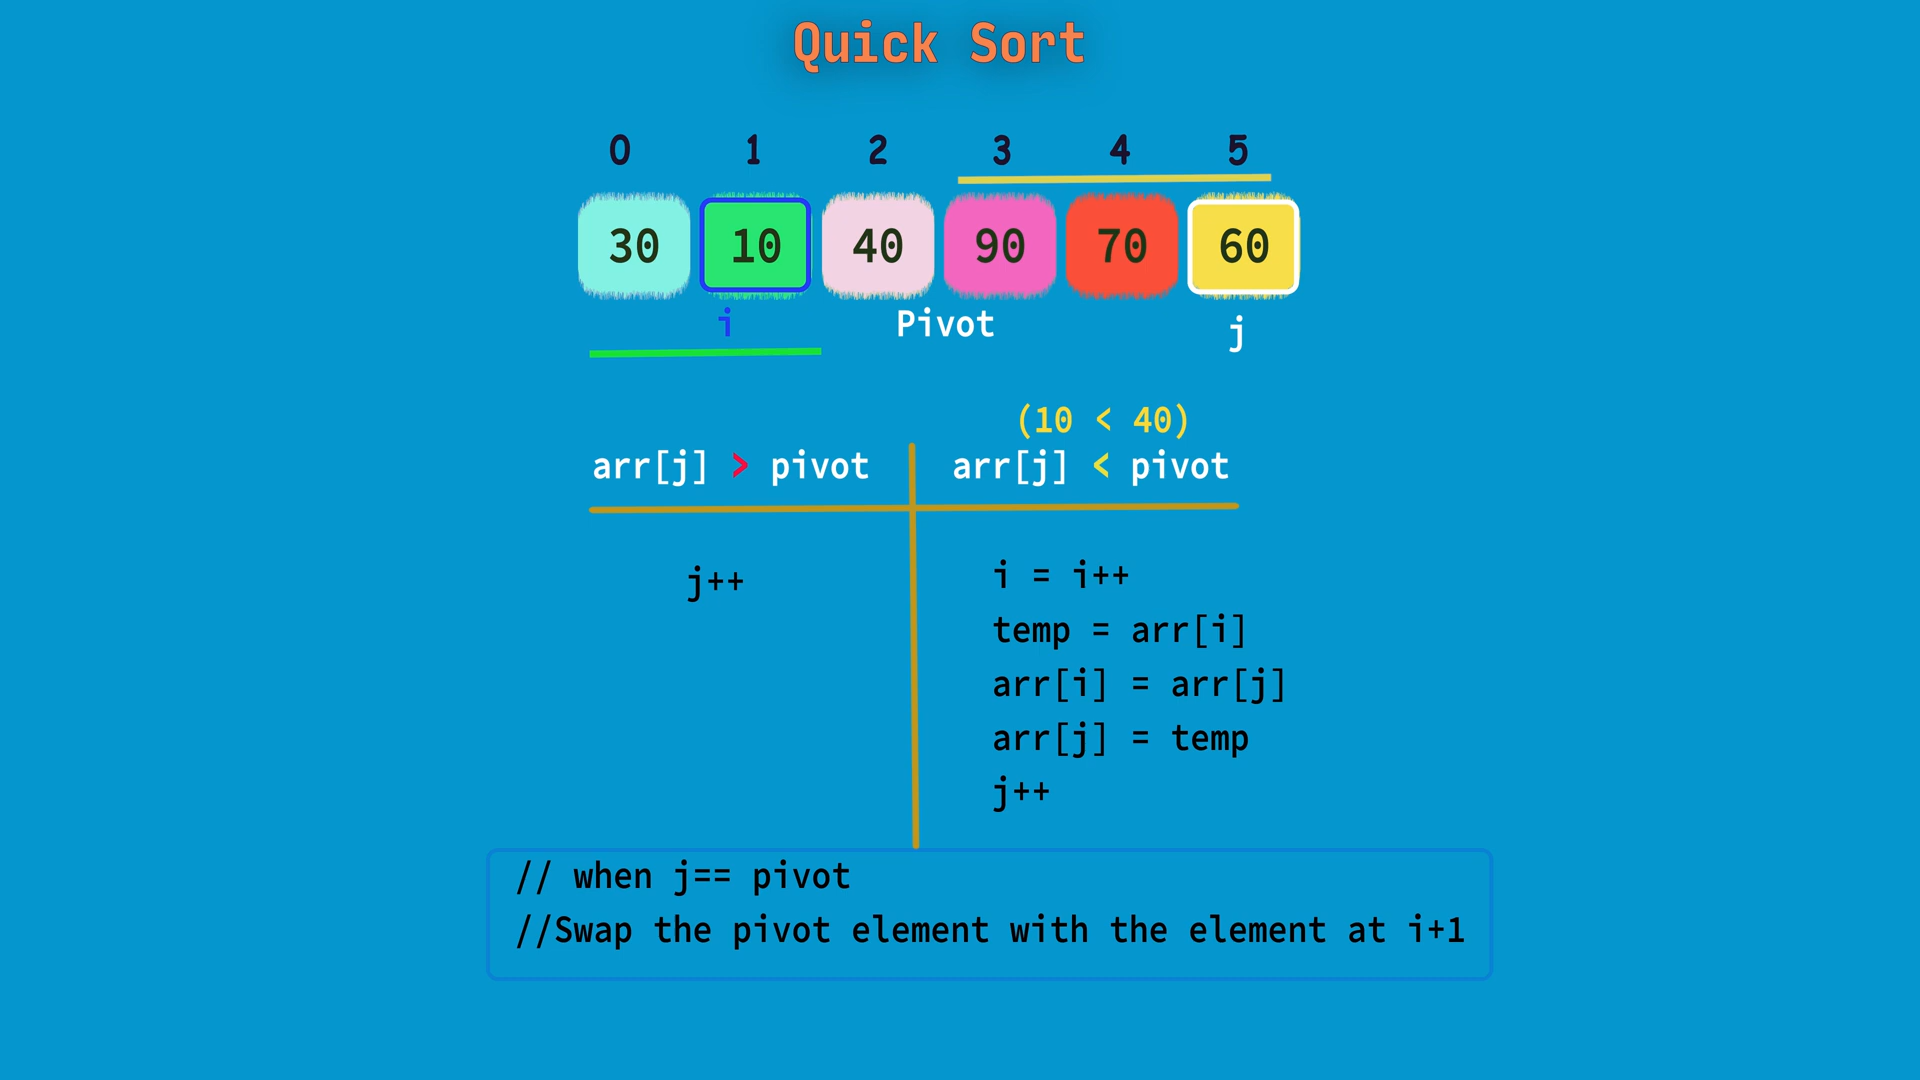 Quick Sort
0 1 2 3 4 5
30 10 40 90 70 60
i Pivot j
(10 < 40)
arr[j] > pivot arr[j] < pivot
j++ i = i++
temp = arr[i]
arr[i] = arr[j]
arr[j] = temp
j++
// when j== pivot
//Swap the pivot element with the element at i+1